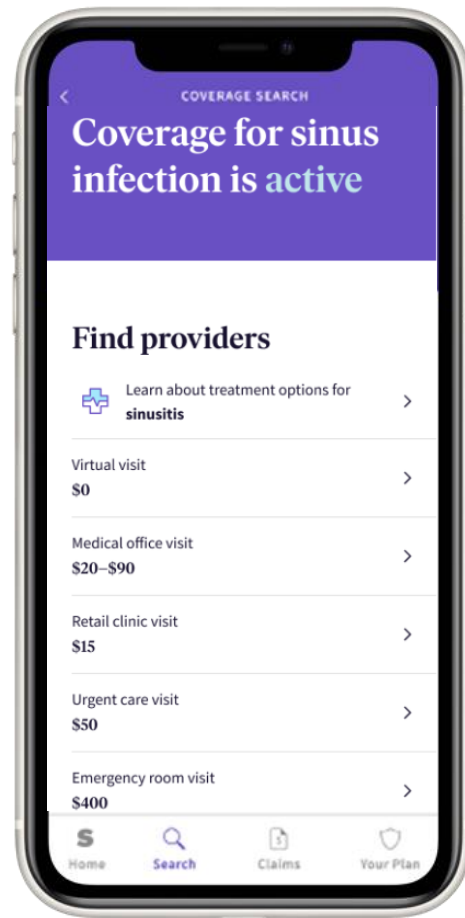 COVERAGE SEARCH
Coverage for sinus
infection is active
Find providers
Learn about treatment options for
sinusitis
Virtual visit
$0
Medical office visit
$20–$90
Retail clinic visit
$15
Urgent care visit
$50
Emergency room visit
$400
S
$
Home
Search
Claims
Your Plan